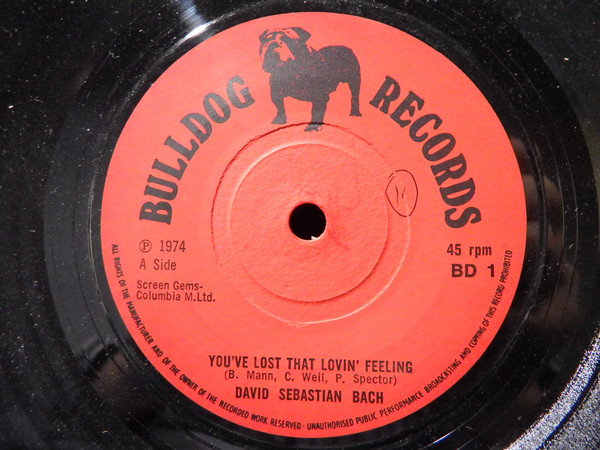 BULLDOG RECORDS
℗ 1974
A Side
Screen Gems-
Columbia M.Ltd.
45 rpm
BD 1
11
YOU'VE LOST THAT LOVIN' FEELING
(B. Mann, C. Weil, P. Spector)
DAVID SEBASTIAN BACH
ALL RIGHTS OF THE MANUFACTURER AND OF THE OWNER OF THE RECORDED WORK RESERVED - UNAUTHORISED PUBLIC PERFORMANCE BROADCASTING AND COPYING OF THIS RECORD PROHIBITED